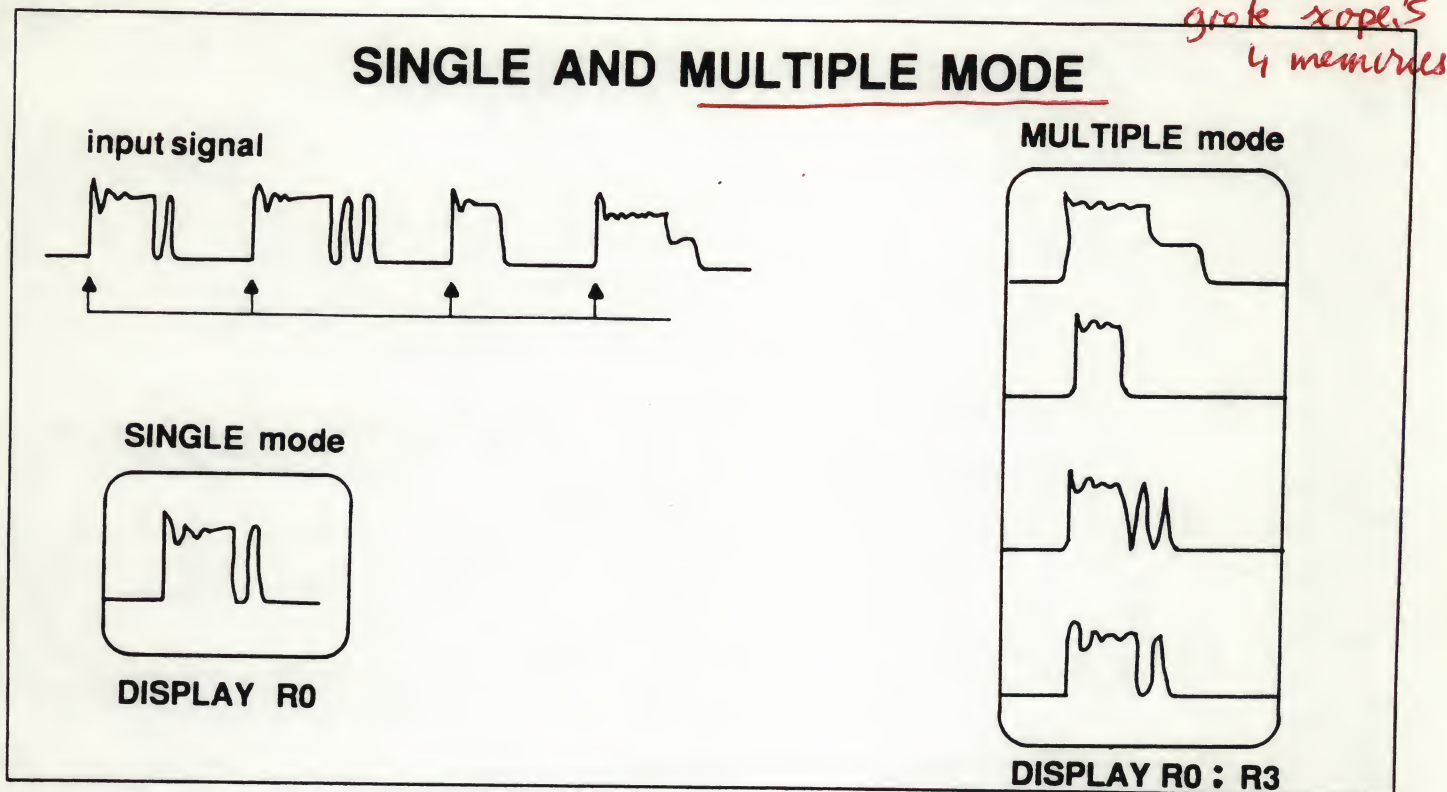 grote scope's
4 memories
SINGLE AND MULTIPLE MODE
input signal
MULTIPLE mode
SINGLE mode
DISPLAY R0
DISPLAY R0 : R3